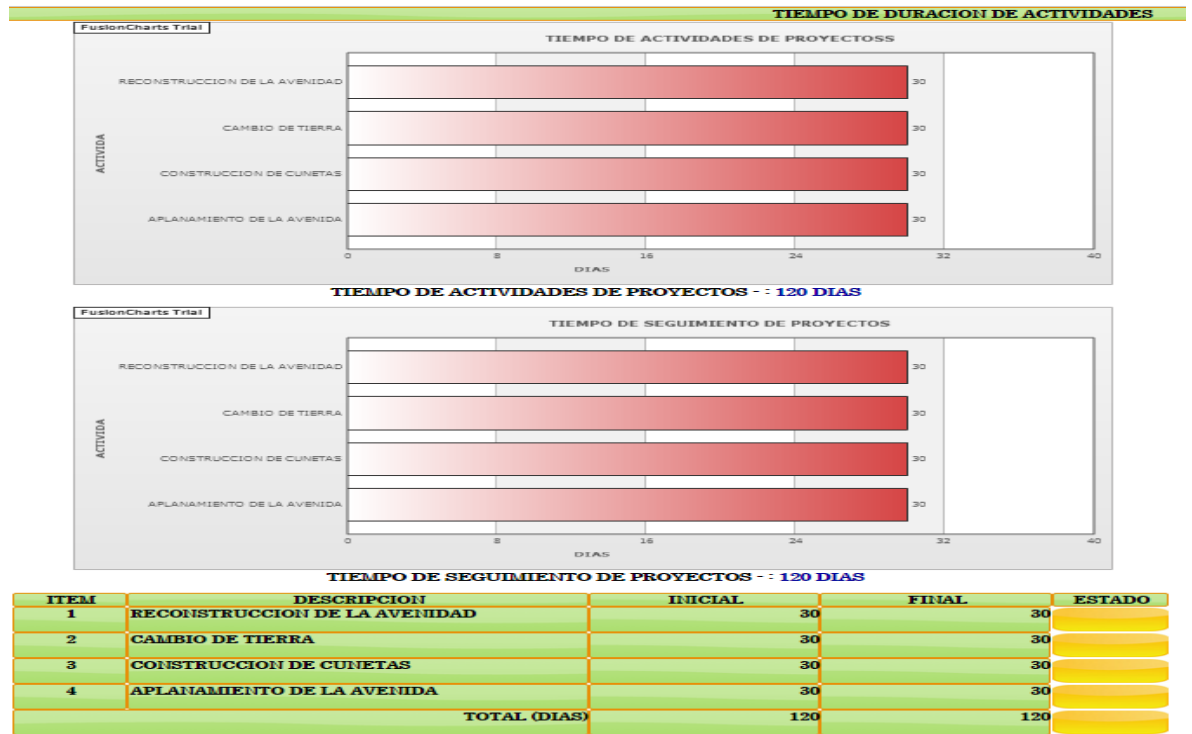 TIEMPO DE DURACION DE ACTIVIDADES
FusionCharts Trial
TIEMPO DE ACTIVIDADES DE PROYECTOSS
ACTIVIDA
RECONSTRUCCION DE LA AVENIDAD 30
CAMBIO DE TIERRA 30
CONSTRUCCION DE CUNETAS 30
APLANAMIENTO DE LA AVENIDA 30
0 8 16 24 32 40
DIAS
TIEMPO DE ACTIVIDADES DE PROYECTOS - : 120 DIAS
FusionCharts Trial
TIEMPO DE SEGUIMIENTO DE PROYECTOS
ACTIVIDA
RECONSTRUCCION DE LA AVENIDAD 30
CAMBIO DE TIERRA 30
CONSTRUCCION DE CUNETAS 30
APLANAMIENTO DE LA AVENIDA 30
0 8 16 24 32 40
DIAS
TIEMPO DE SEGUIMIENTO DE PROYECTOS - : 120 DIAS
ITEM DESCRIPCION INICIAL FINAL ESTADO
1 RECONSTRUCCION DE LA AVENIDAD 30 30
2 CAMBIO DE TIERRA 30 30
3 CONSTRUCCION DE CUNETAS 30 30
4 APLANAMIENTO DE LA AVENIDA 30 30
TOTAL (DIAS) 120 120